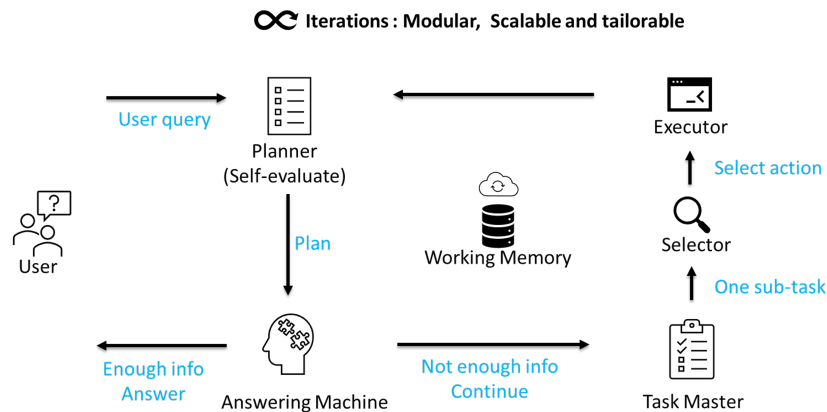 Iterations : Modular, Scalable and tailorable
User query
Planner
(Self-evaluate)
Executor
Select action
?
User
Plan
Working Memory
Selector
One sub-task
Enough info
Answer
Answering Machine
Not enough info
Continue
Task Master